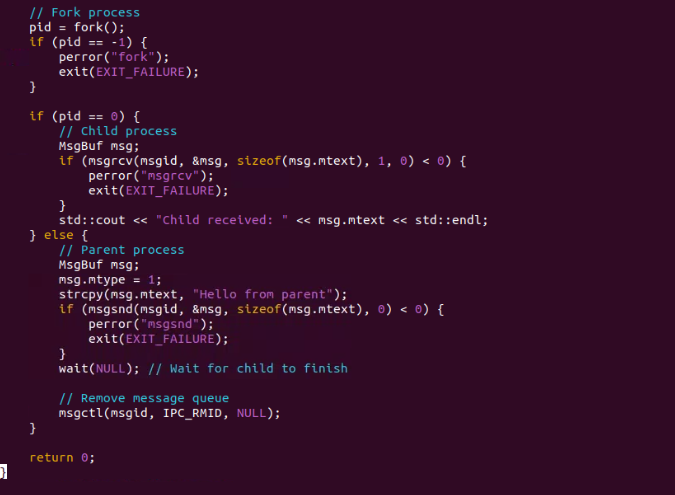 // Fork process
    pid = fork();
    if (pid == -1) {
        perror("fork");
        exit(EXIT_FAILURE);
    }

    if (pid == 0) {
        // Child process
        MsgBuf msg;
        if (msgrcv(msgid, &msg, sizeof(msg.mtext), 1, 0) < 0) {
            perror("msgrcv");
            exit(EXIT_FAILURE);
        }
        std::cout << "Child received: " << msg.mtext << std::endl;
    } else {
        // Parent process
        MsgBuf msg;
        msg.mtype = 1;
        strcpy(msg.mtext, "Hello from parent");
        if (msgsnd(msgid, &msg, sizeof(msg.mtext), 0) < 0) {
            perror("msgsnd");
            exit(EXIT_FAILURE);
        }
        wait(NULL); // Wait for child to finish

        // Remove message queue
        msgctl(msgid, IPC_RMID, NULL);
    }

    return 0;
}